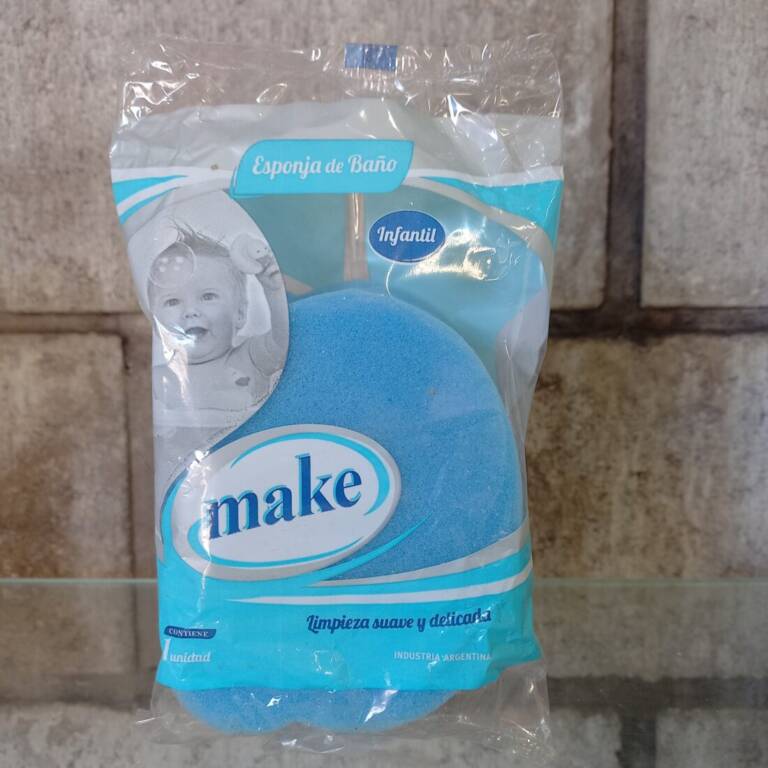 Esponja de Baño
Infantil
make
Limpieza suave y delicada
CONTIENE
1 unidad
INDUSTRIA ARGENTINA